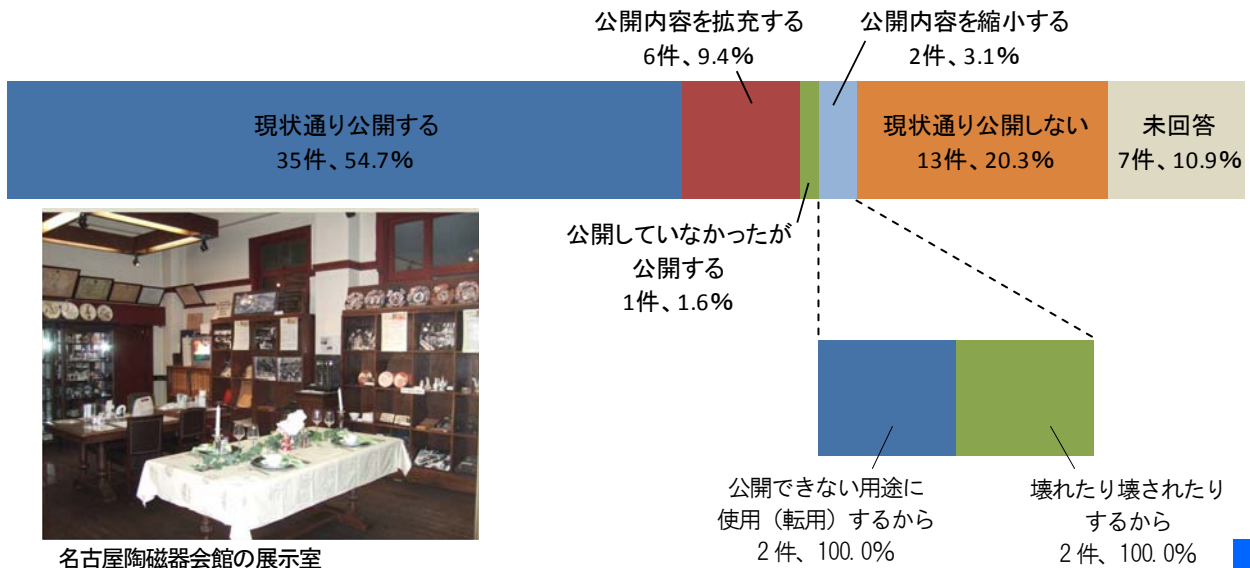 公開内容を拡充する
6件、9.4%
公開内容を縮小する
2件、3.1%
現状通り公開する
35件、54.7%
現状通り公開しない
13件、20.3%
未回答
7件、10.9%
公開していなかったが
公開する
1件、1.6%
公開できない用途に
使用（転用）するから
2件、100.0%
壊れたり壊されたり
するから
2件、100.0%
名古屋陶磁器会館の展示室